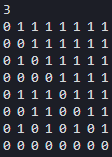 3
0 1 1 1 1 1 1 1
0 0 1 1 1 1 1 1
0 1 0 1 1 1 1 1
0 0 0 0 1 1 1 1
0 1 1 1 0 1 1 1
0 0 1 1 0 0 1 1
0 1 0 1 0 1 0 1
0 0 0 0 0 0 0 0